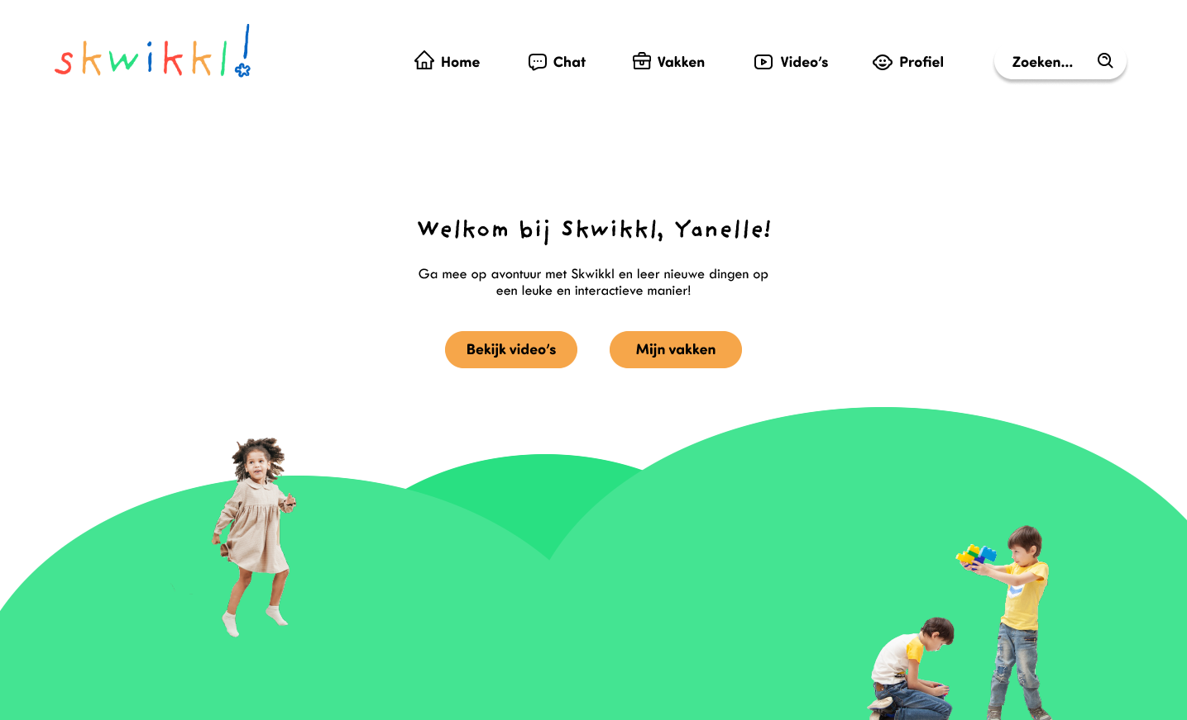 skwikkl!
Home Chat Vakken Video's Profiel Zoeken...
Welkom bij Skwikkl, Yanelle!
Ga mee op avontuur met Skwikkl en leer nieuwe dingen op
een leuke en interactieve manier!
Bekijk video's Mijn vakken